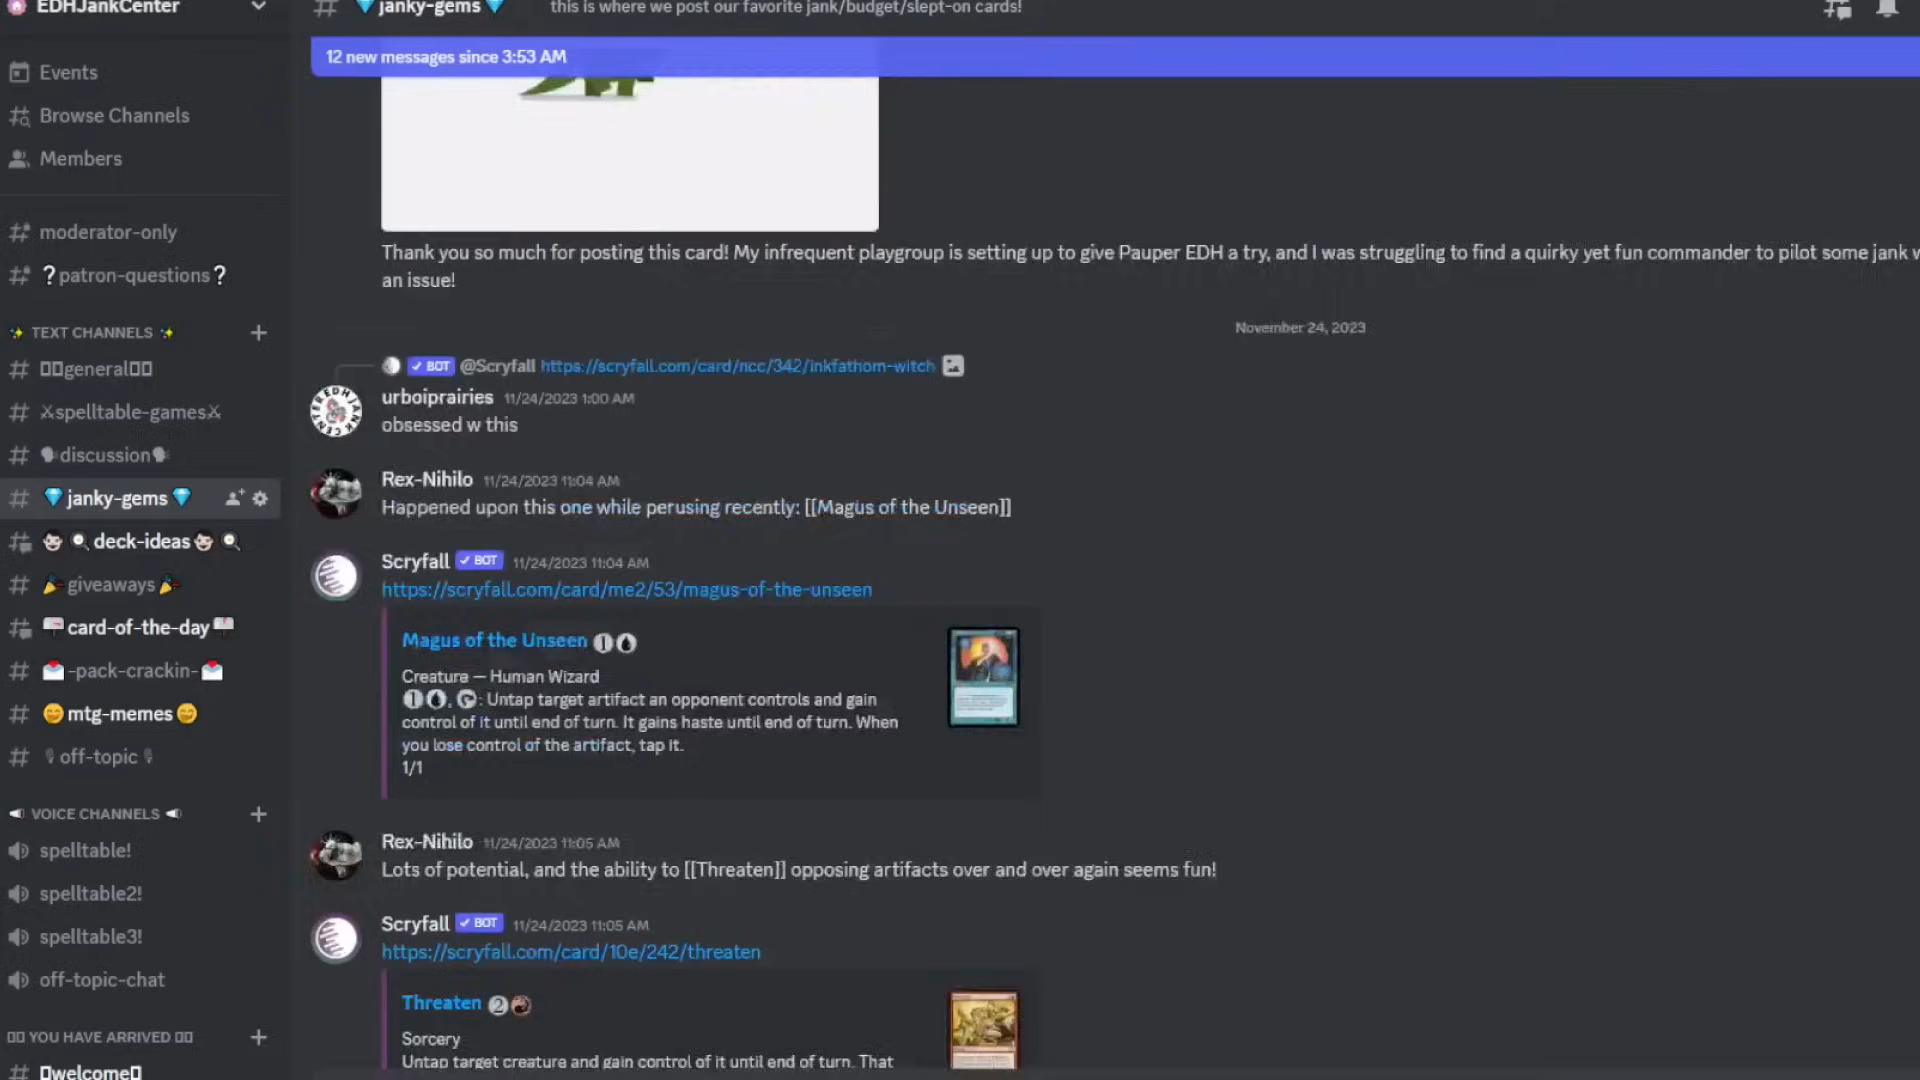 EDHJankCenter
# 💎 janky-gems 💎 this is where we post our favorite jank/budget/slept-on cards!
12 new messages since 3:53 AM
Events
Browse Channels
Members
moderator-only
❓patron-questions❓
✨ TEXT CHANNELS ✨ +
general
⚔spelltable-games⚔
🗣discussion🗣
💎janky-gems💎
deck-ideas
🎉giveaways🎉
card-of-the-day
💌-pack-crackin-💌
😄mtg-memes😄
off-topic
VOICE CHANNELS +
spelltable!
spelltable2!
spelltable3!
off-topic-chat
YOU HAVE ARRIVED +
welcome
Thank you so much for posting this card! My infrequent playgroup is setting up to give Pauper EDH a try, and I was struggling to find a quirky yet fun commander to pilot some jank w
an issue!
November 24, 2023
✓ BOT @Scryfall https://scryfall.com/card/ncc/342/inkfathom-witch
urboiprairies 11/24/2023 1:00 AM
EDHJANKCENTER
obsessed w this
Rex-Nihilo 11/24/2023 11:04 AM
Happened upon this one while perusing recently: [[Magus of the Unseen]]
Scryfall ✓ BOT 11/24/2023 11:04 AM
https://scryfall.com/card/me2/53/magus-of-the-unseen
Magus of the Unseen 1
Creature — Human Wizard
1, : Untap target artifact an opponent controls and gain
control of it until end of turn. It gains haste until end of turn. When
you lose control of the artifact, tap it.
1/1
Rex-Nihilo 11/24/2023 11:05 AM
Lots of potential, and the ability to [[Threaten]] opposing artifacts over and over again seems fun!
Scryfall ✓ BOT 11/24/2023 11:05 AM
https://scryfall.com/card/10e/242/threaten
Threaten 2
Sorcery
Untap target creature and gain control of it until end of turn. That